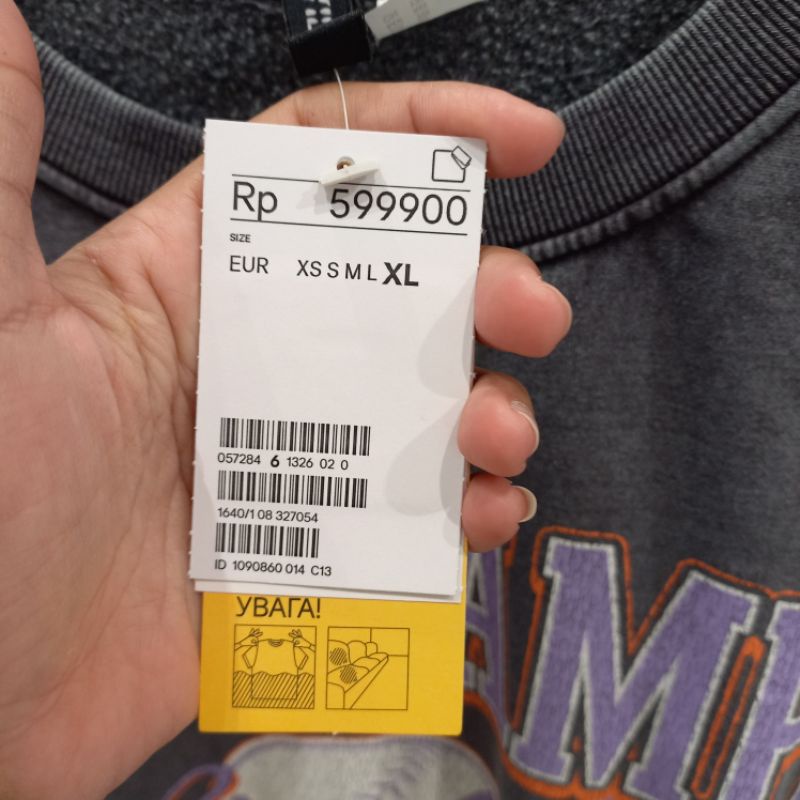 Rp 599900
SIZE
EUR XS S M L XL
057284 6 1326 02 0
1640/1 08 327054
ID 1090860 014 C13
УВАГА!